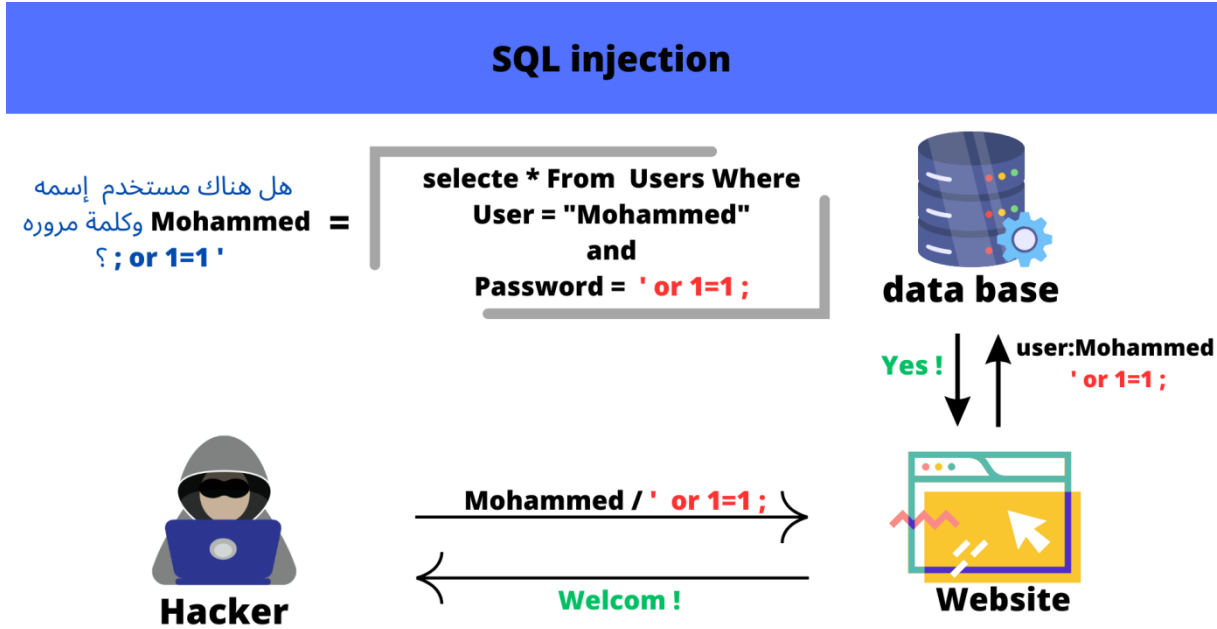 SQL injection
هل هناك مستخدم إسمه
Mohammed وكلمة مروره
' or 1=1 ; ؟
=
selecte * From Users Where
User = "Mohammed"
and
Password = ' or 1=1 ;
data base
Yes !
user:Mohammed
' or 1=1 ;
Mohammed / ' or 1=1 ;
Welcom !
Hacker
Website